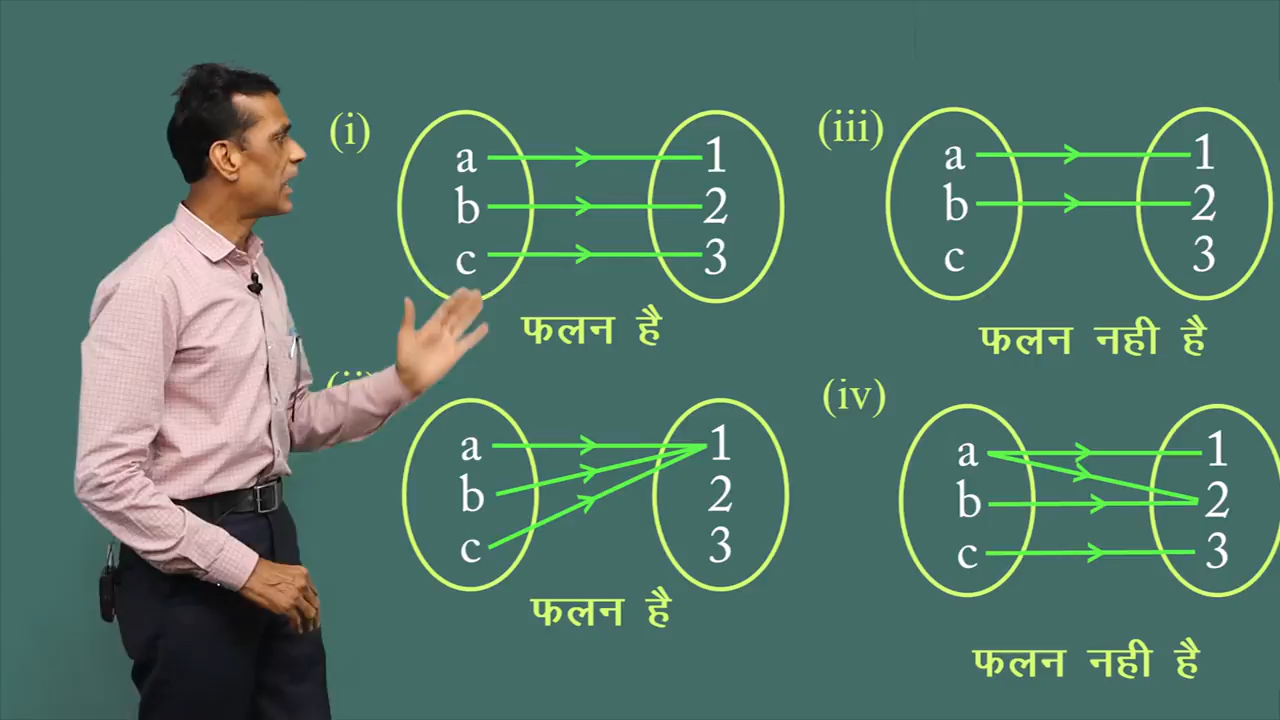 (i)
a 1
b 2
c 3
फलन है
(ii)
a 1
b 2
c 3
फलन है
(iii)
a 1
b 2
c 3
फलन नही है
(iv)
a 1
b 2
c 3
फलन नही है